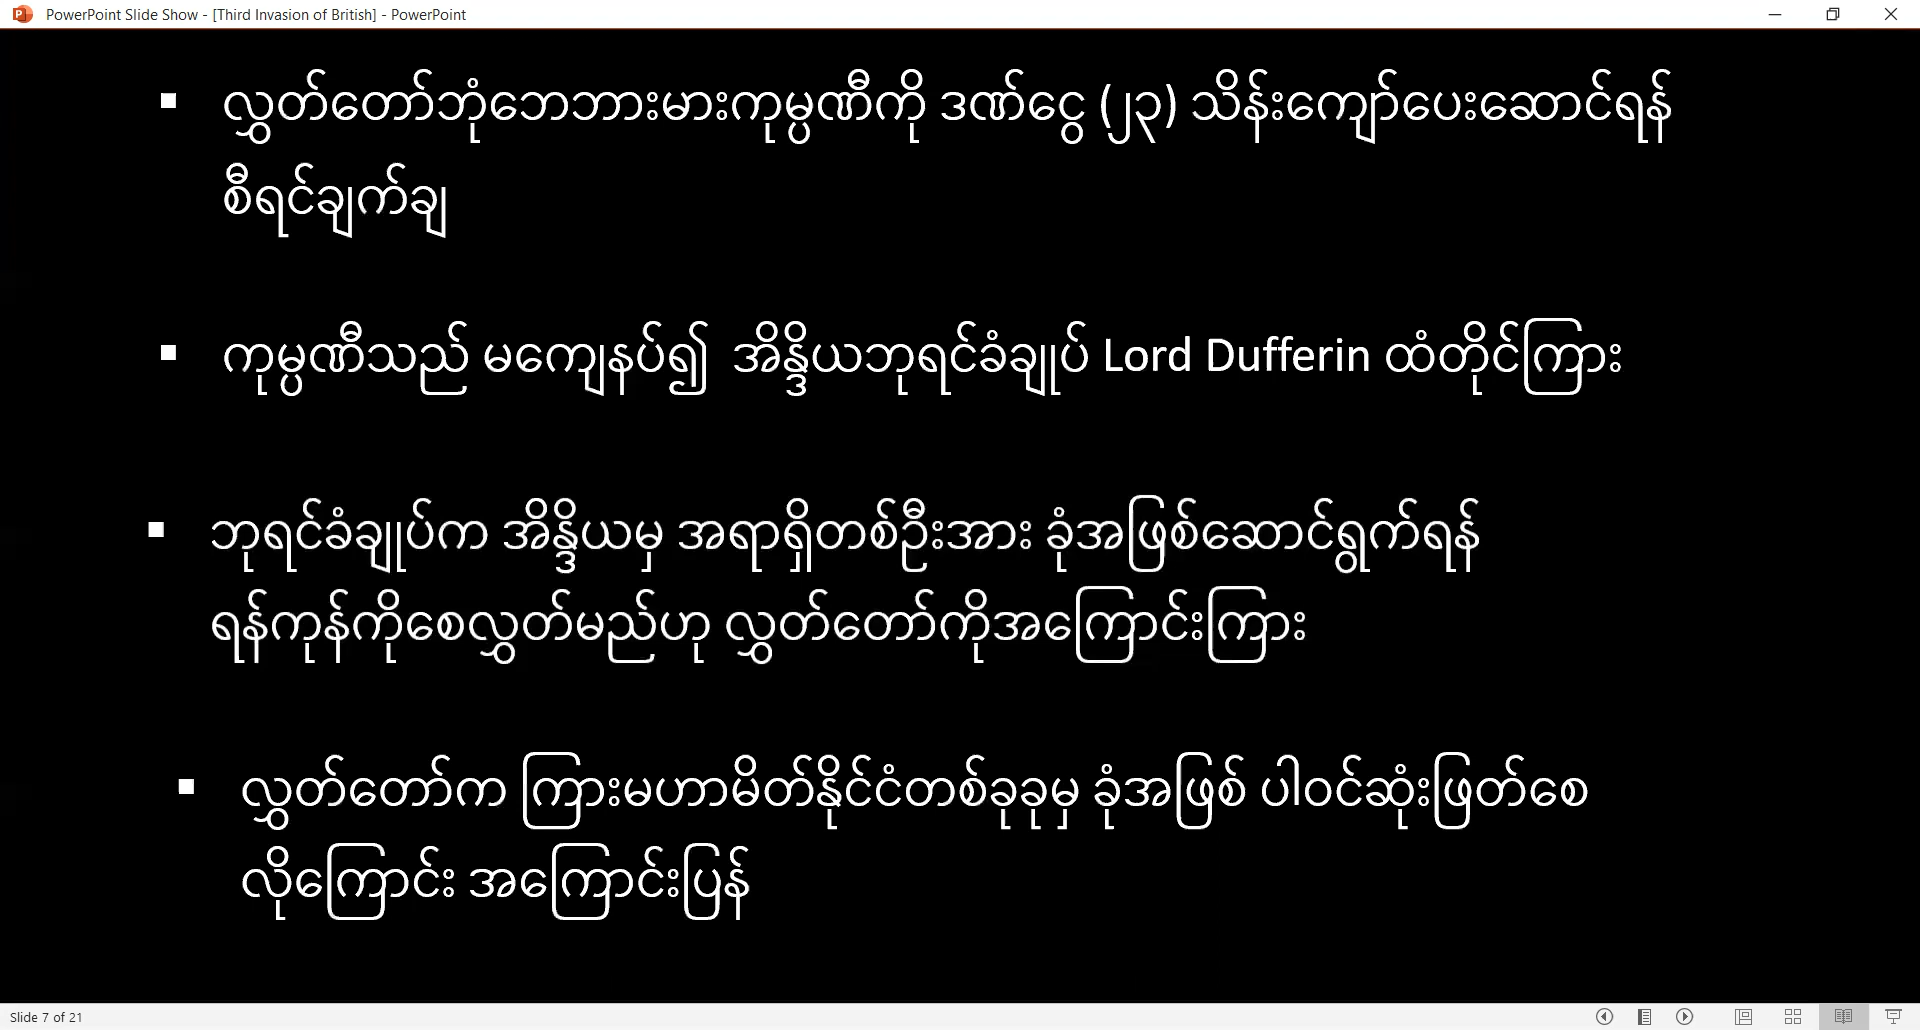 PowerPoint Slide Show - [Third Invasion of British] - PowerPoint
▪ လွှတ်တော်ဘုံဘေဘားမားကုမ္ပဏီကို ဒဏ်ငွေ (၂၃) သိန်းကျော်ပေးဆောင်ရန်
စီရင်ချက်ချ
▪ ကုမ္ပဏီသည် မကျေနပ်၍ အိန္ဒိယဘုရင်ခံချုပ် Lord Dufferin ထံတိုင်ကြား
▪ ဘုရင်ခံချုပ်က အိန္ဒိယမှ အရာရှိတစ်ဦးအား ခုံအဖြစ်ဆောင်ရွက်ရန်
ရန်ကုန်ကိုစေလွှတ်မည်ဟု လွှတ်တော်ကိုအကြောင်းကြား
▪ လွှတ်တော်က ကြားမဟာမိတ်နိုင်ငံတစ်ခုခုမှ ခုံအဖြစ် ပါဝင်ဆုံးဖြတ်စေ
လိုကြောင်း အကြောင်းပြန်
Slide 7 of 21